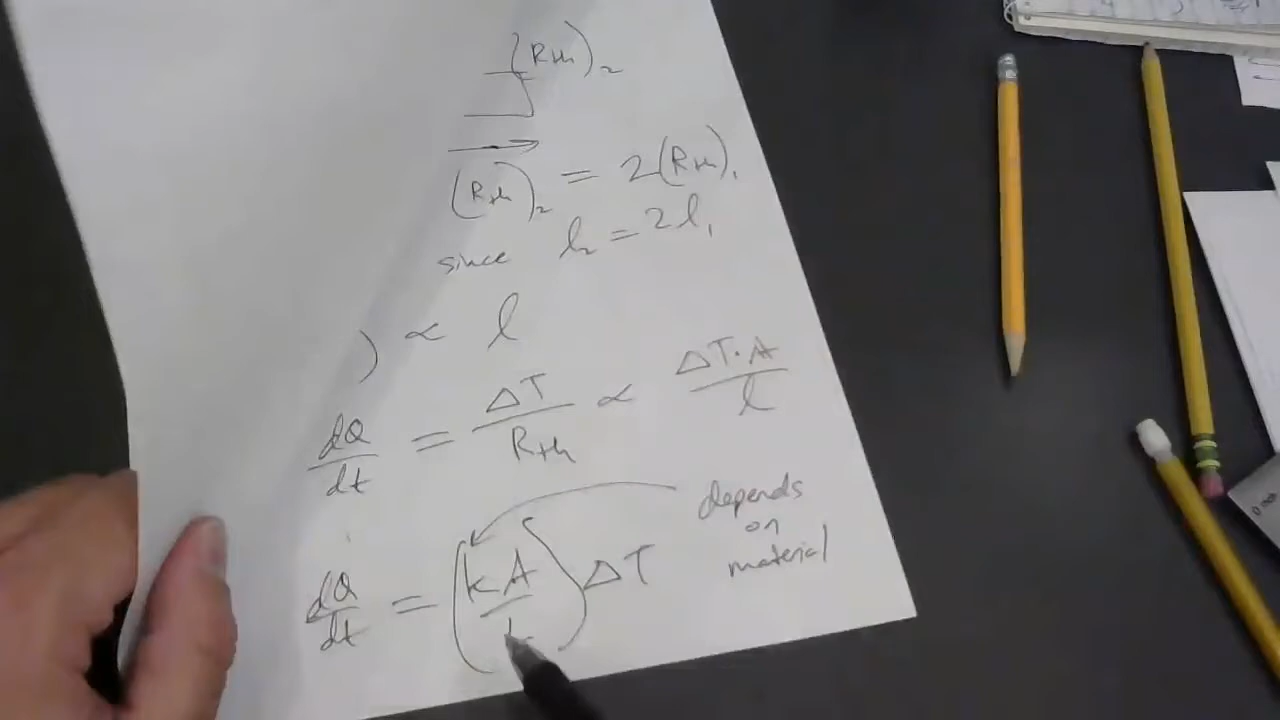 (Rth)₂
(Rth)₂ = 2(Rth)₁
since l₂ = 2l₁
) ∝ l
dQ/dt = ΔT/Rth ∝ ΔT·A/l
depends
on
material
dQ/dt = (kA/L)ΔT